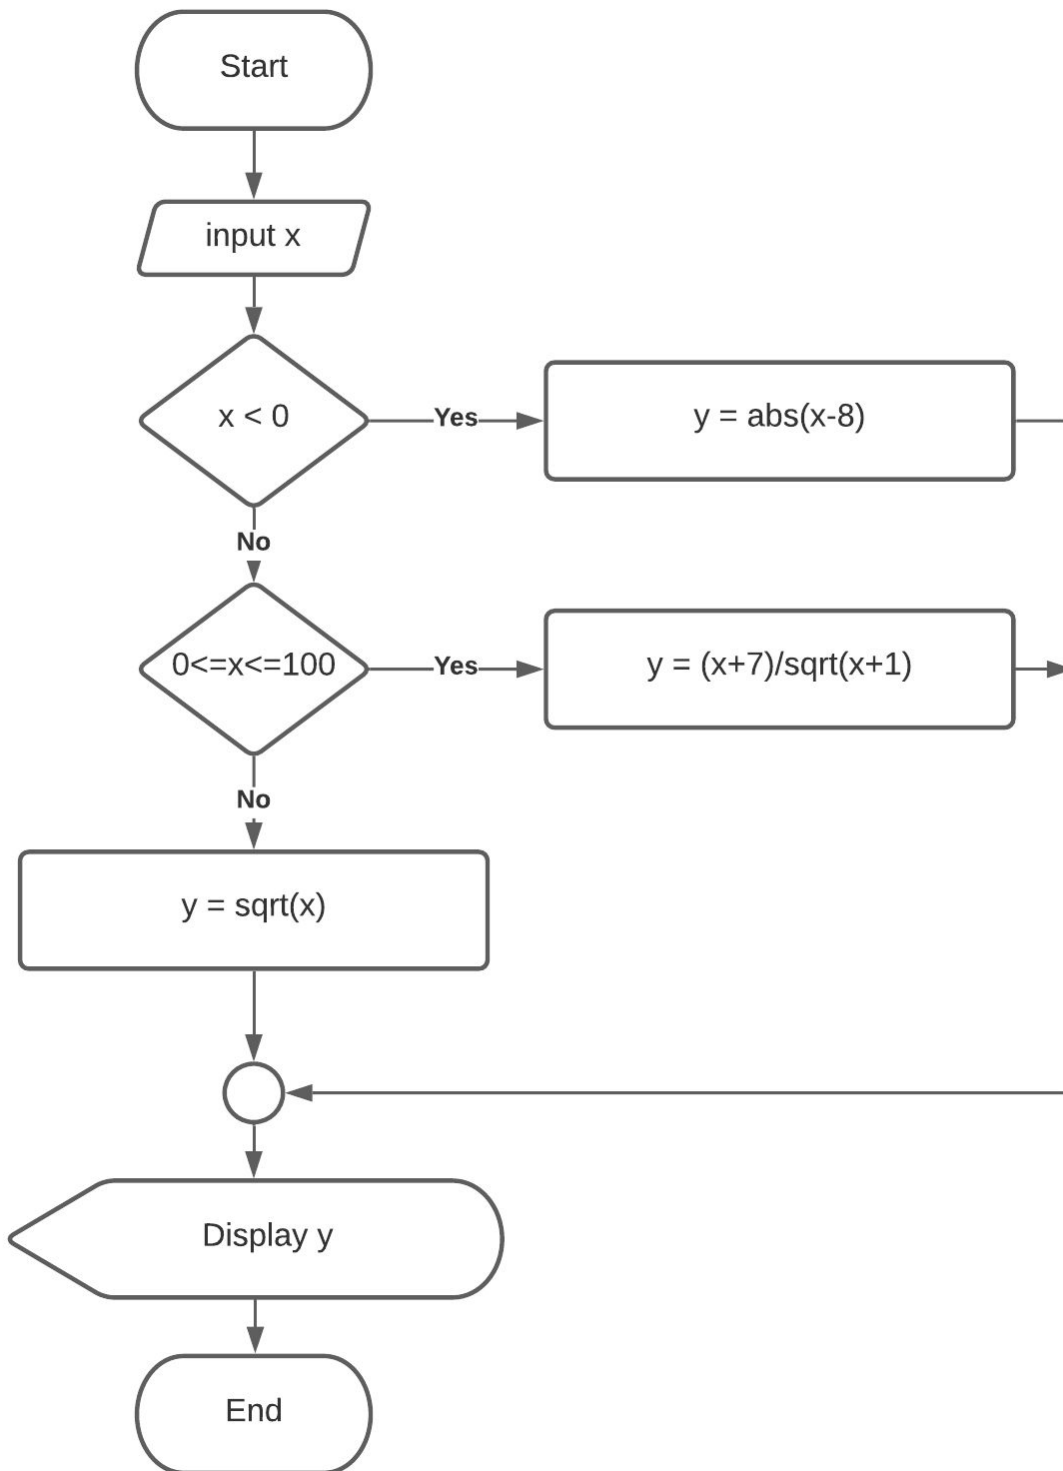 Start
input x
x < 0
Yes
y = abs(x-8)
No
0<=x<=100
Yes
y = (x+7)/sqrt(x+1)
No
y = sqrt(x)
Display y
End